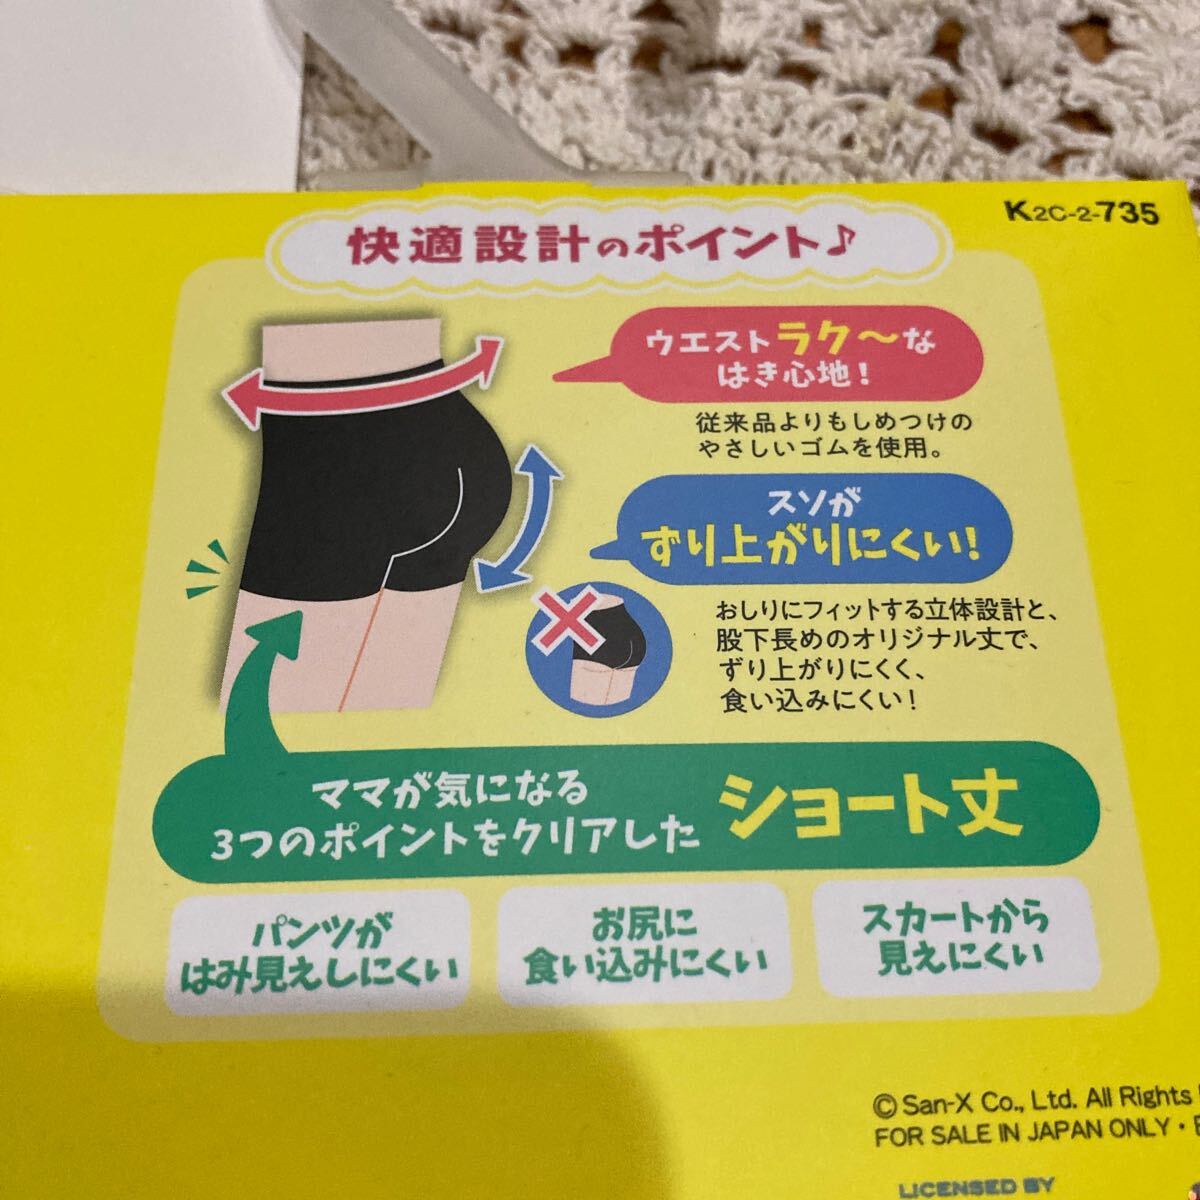 K2C-2-735
快適設計のポイント♪
ウエストラク～な
はき心地!
従来品よりもしめつけの
やさしいゴムを使用。
スソが
ずり上がりにくい!
おしりにフィットする立体設計と、
股下長めのオリジナル丈で、
ずり上がりにくく、
食い込みにくい!
ママが気になる
3つのポイントをクリアした
ショート丈
パンツが
はみ見えしにくい
お尻に
食い込みにくい
スカートから
見えにくい
© San-X Co., Ltd. All Rights
FOR SALE IN JAPAN ONLY・
LICENSED BY